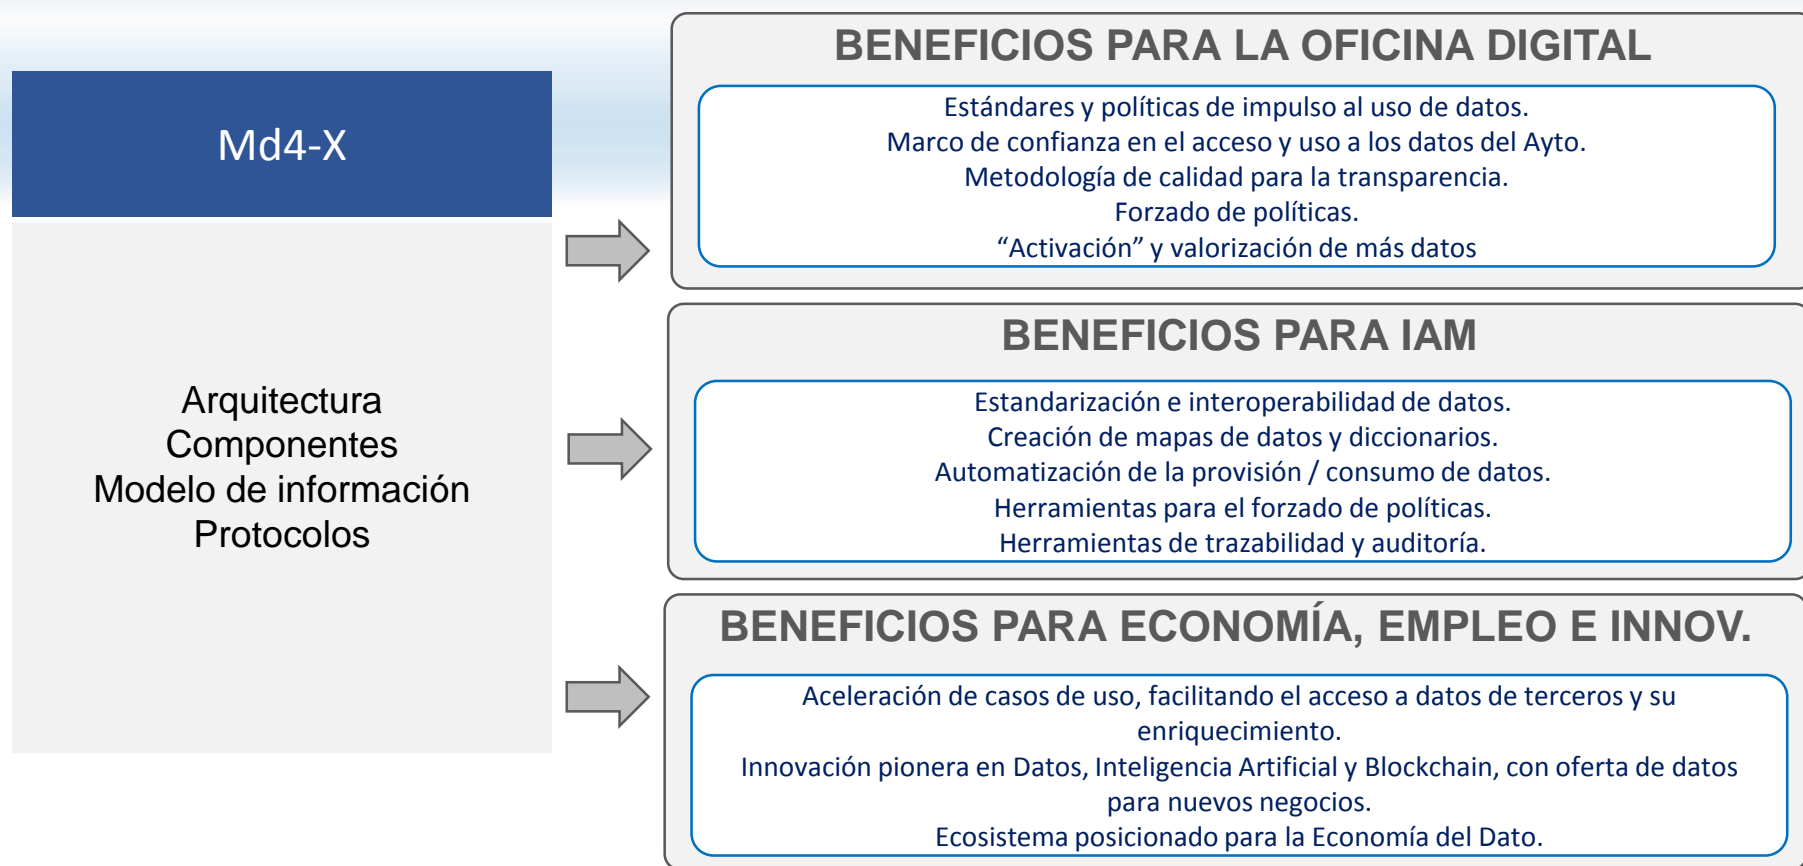 Md4-X
Arquitectura
Componentes
Modelo de información
Protocolos
BENEFICIOS PARA LA OFICINA DIGITAL
Estándares y políticas de impulso al uso de datos.
Marco de confianza en el acceso y uso a los datos del Ayto.
Metodología de calidad para la transparencia.
Forzado de políticas.
“Activación” y valorización de más datos
BENEFICIOS PARA IAM
Estandarización e interoperabilidad de datos.
Creación de mapas de datos y diccionarios.
Automatización de la provisión / consumo de datos.
Herramientas para el forzado de políticas.
Herramientas de trazabilidad y auditoría.
BENEFICIOS PARA ECONOMÍA, EMPLEO E INNOV.
Aceleración de casos de uso, facilitando el acceso a datos de terceros y su
enriquecimiento.
Innovación pionera en Datos, Inteligencia Artificial y Blockchain, con oferta de datos
para nuevos negocios.
Ecosistema posicionado para la Economía del Dato.